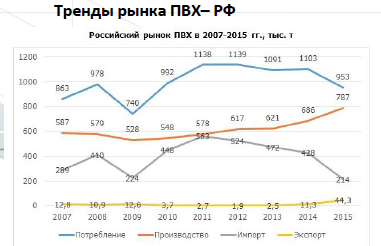 Тренды рынка ПВХ– РФ
Российский рынок ПВХ в 2007-2015 гг., тыс. т
1200
1000
800
600
400
200
0
863 978 740 992 1138 1139 1091 1103 953
587 579 528 548 578 617 621 686 787
289 410 224 448 563 524 472 428 214
12,8 10,9 12,6 3,7 2,7 1,9 2,5 11,3 44,3
2007 2008 2009 2010 2011 2012 2013 2014 2015
Потребление Производство Импорт Экспорт